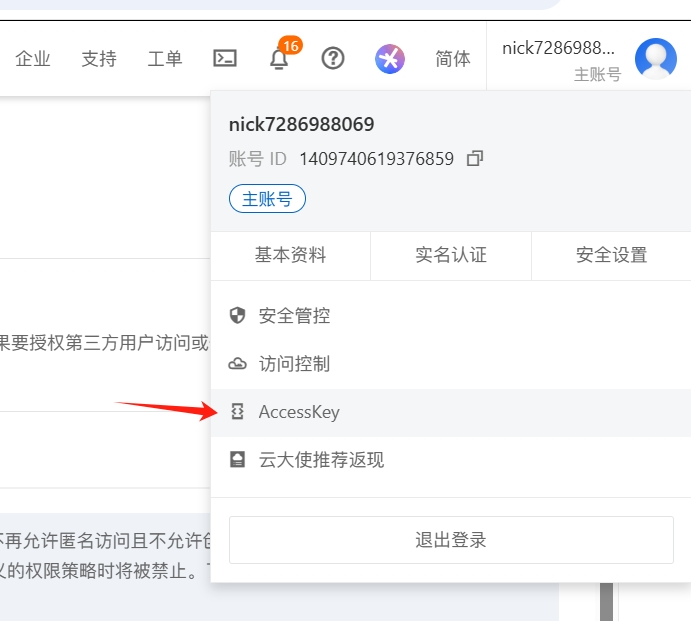 企业 支持 工单 16 简体 nick7286988...
主账号
nick7286988069
账号 ID 1409740619376859
主账号
基本资料 实名认证 安全设置
安全管控
果要授权第三方用户访问或
访问控制
AccessKey
云大使推荐返现
不再允许匿名访问且不允许
退出登录
义的权限策略时将被禁止。